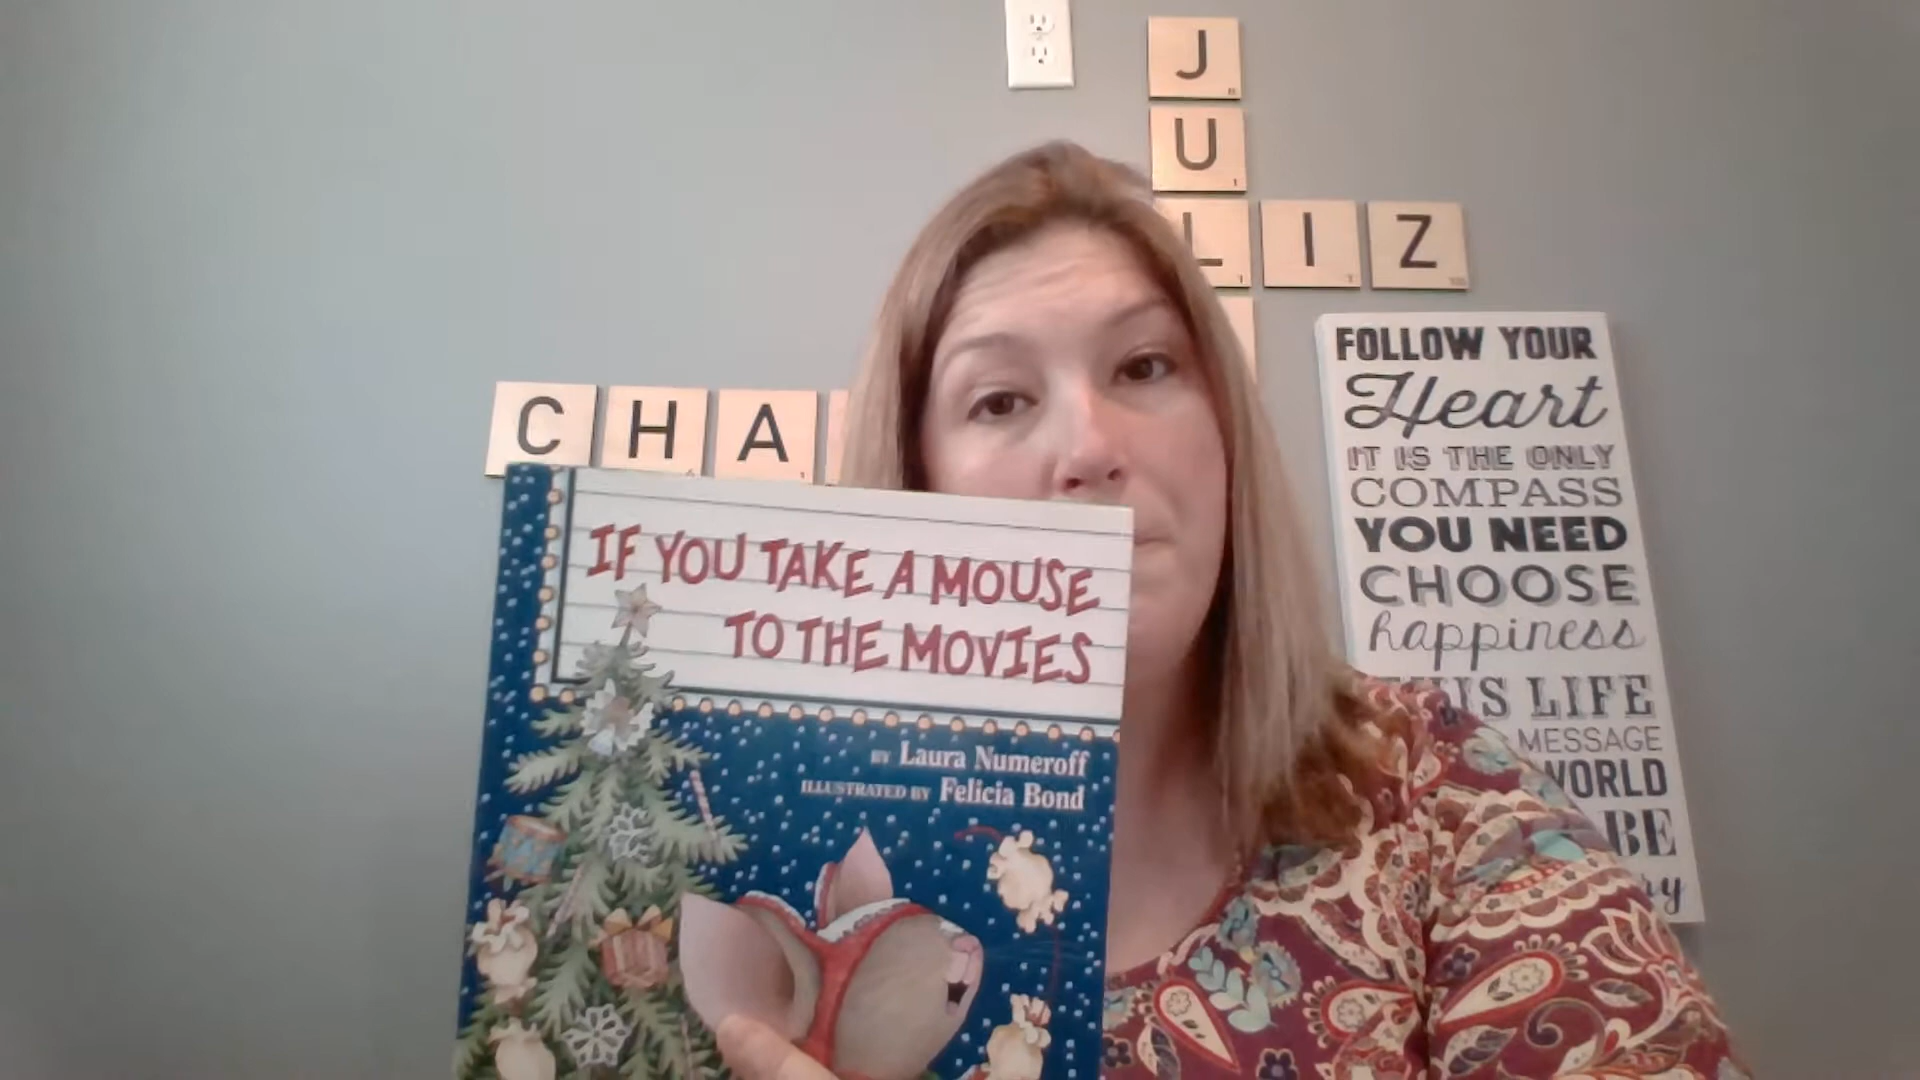 J
U
L I Z
CHA
FOLLOW YOUR
Heart
IT IS THE ONLY
COMPASS
YOU NEED
CHOOSE
happiness
THIS LIFE
MESSAGE
WORLD
BE
IF YOU TAKE A MOUSE
TO THE MOVIES
BY Laura Numeroff
ILLUSTRATED BY Felicia Bond